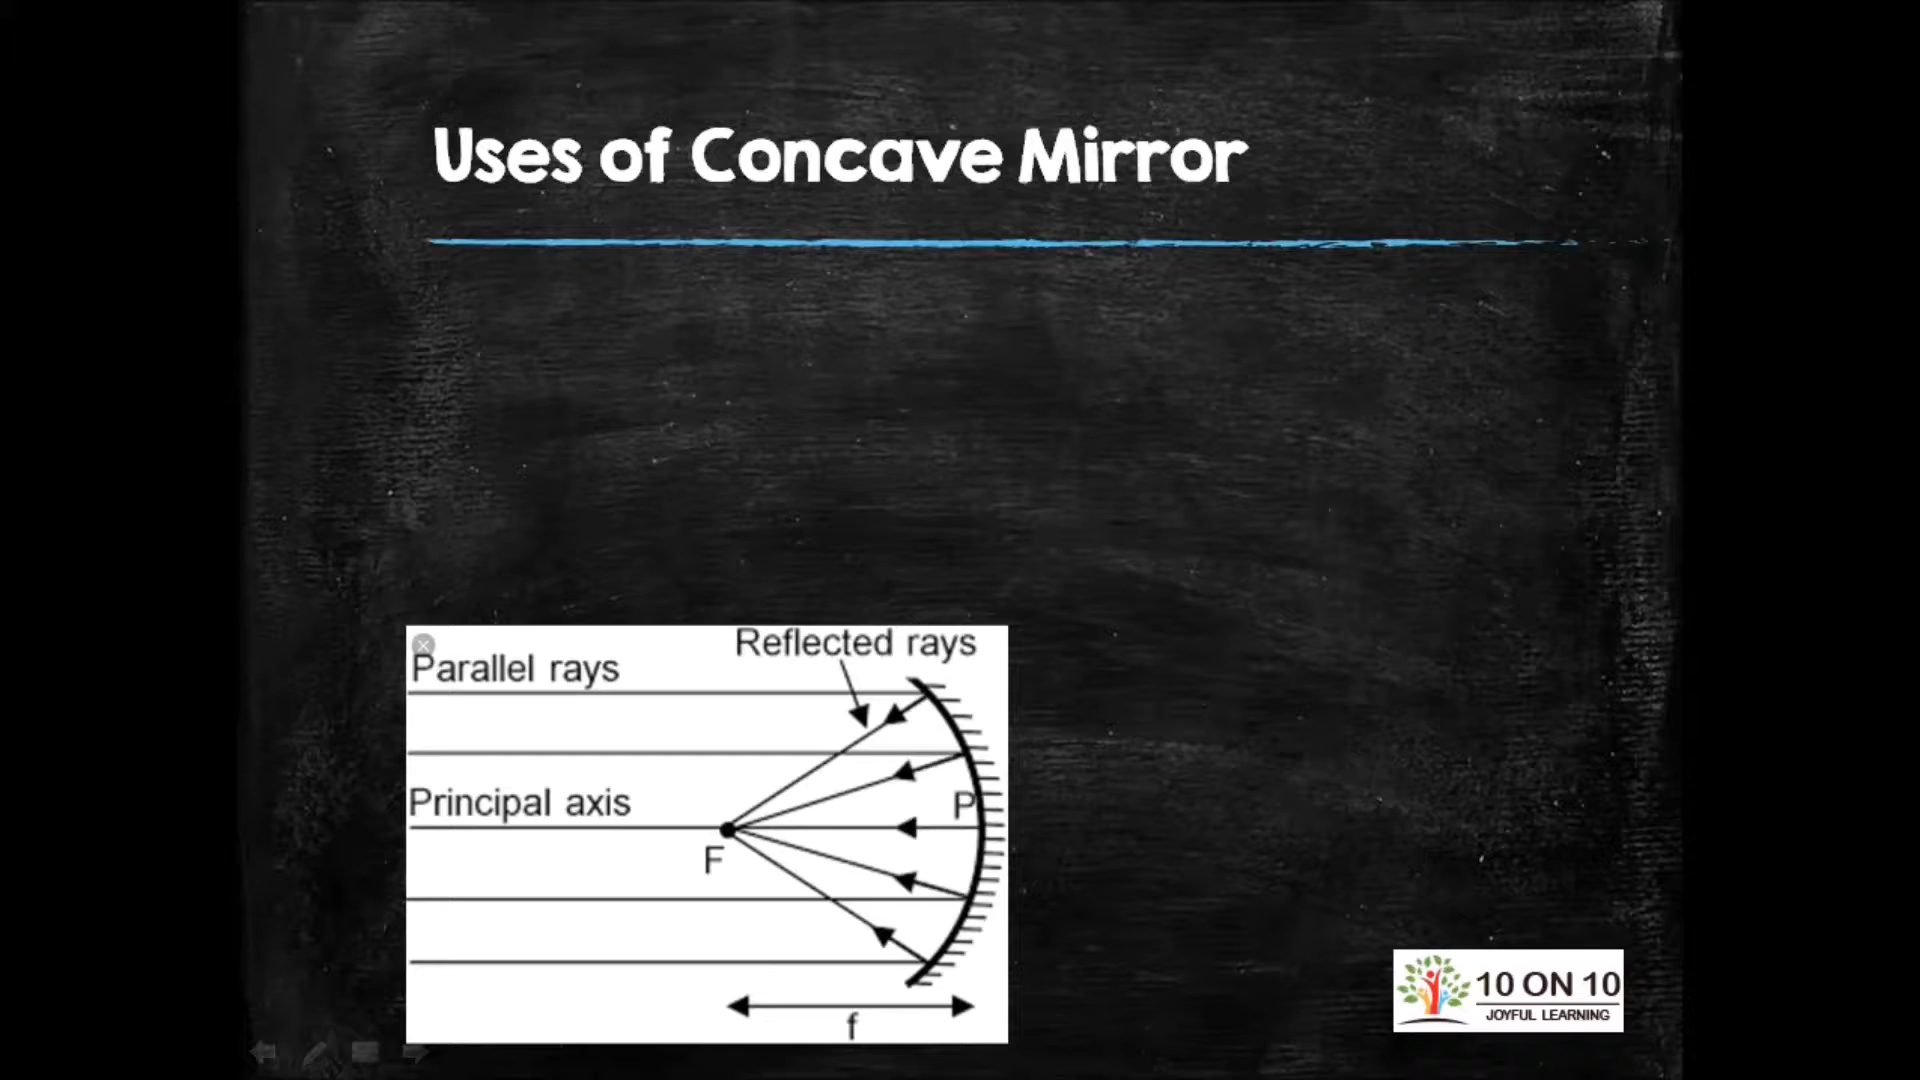 Uses of Concave Mirror
Reflected rays
Parallel rays
Principal axis
P
F
f
10 ON 10
JOYFUL LEARNING